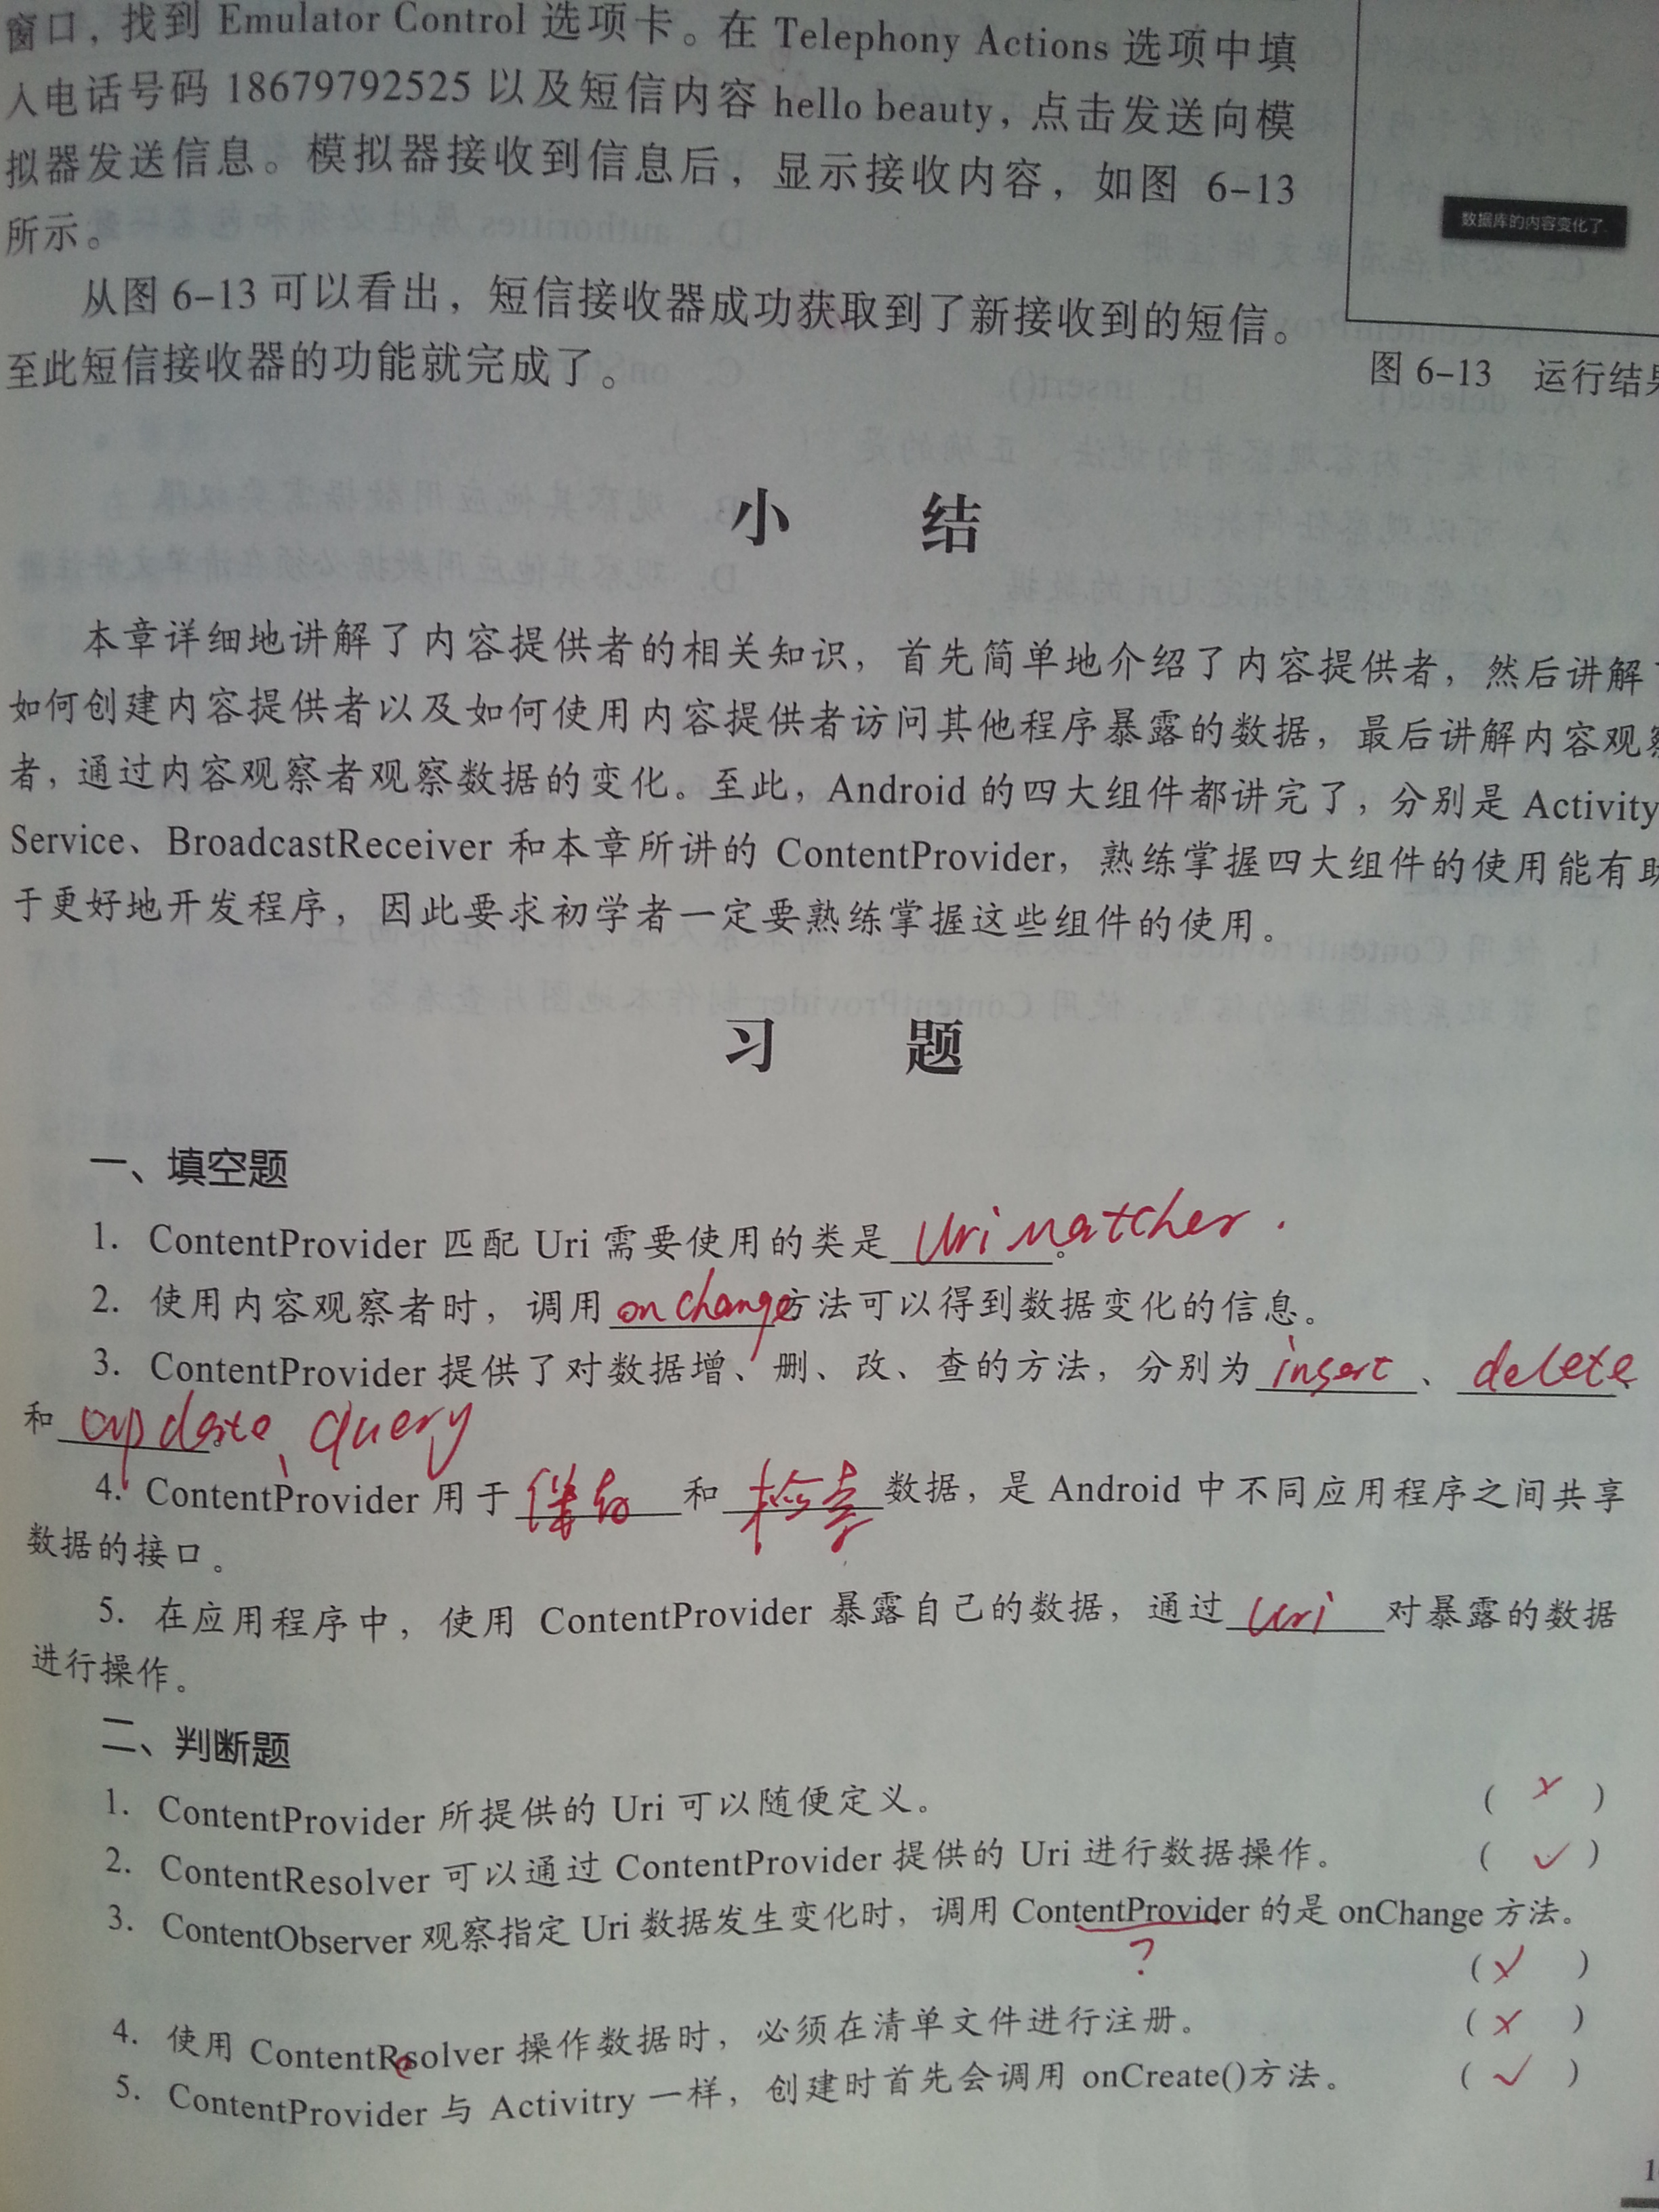 窗口，找到 Emulator Control 选项卡。在 Telephony Actions 选项中填
入电话号码 18679792525 以及短信内容 hello beauty，点击发送向模
拟器发送信息。模拟器接收到信息后，显示接收内容，如图 6-13
所示。
数据库的内容变化了
从图 6-13 可以看出，短信接收器成功获取到了新接收到的短信。
至此短信接收器的功能就完成了。
图 6-13 运行结果
小 结
本章详细地讲解了内容提供者的相关知识，首先简单地介绍了内容提供者，然后讲解
如何创建内容提供者以及如何使用内容提供者访问其他程序暴露的数据，最后讲解内容观察
者，通过内容观察者观察数据的变化。至此，Android 的四大组件都讲完了，分别是 Activity
Service、BroadcastReceiver 和本章所讲的 ContentProvider，熟练掌握四大组件的使用能有助
于更好地开发程序，因此要求初学者一定要熟练掌握这些组件的使用。
习 题
一、填空题
1. ContentProvider 匹配 Uri 需要使用的类是 Uri matcher 。
2. 使用内容观察者时，调用 onchange 方法可以得到数据变化的信息。
3. ContentProvider 提供了对数据增、删、改、查的方法，分别为 insert 、 delete
和 update、query
4. ContentProvider 用于 和 检索 数据，是 Android 中不同应用程序之间共享
数据的接口。
5. 在应用程序中，使用 ContentProvider 暴露自己的数据，通过 Uri 对暴露的数据
进行操作。
二、判断题
1. ContentProvider 所提供的 Uri 可以随便定义。 ( × )
2. ContentResolver 可以通过 ContentProvider 提供的 Uri 进行数据操作。 ( ✓ )
3. ContentObserver 观察指定 Uri 数据发生变化时，调用 ContentProvider 的是 onChange 方法。
? ( )
4. 使用 ContentResolver 操作数据时，必须在清单文件进行注册。 ( × )
5. ContentProvider 与 Activitry 一样，创建时首先会调用 onCreate()方法。 ( ✓ )